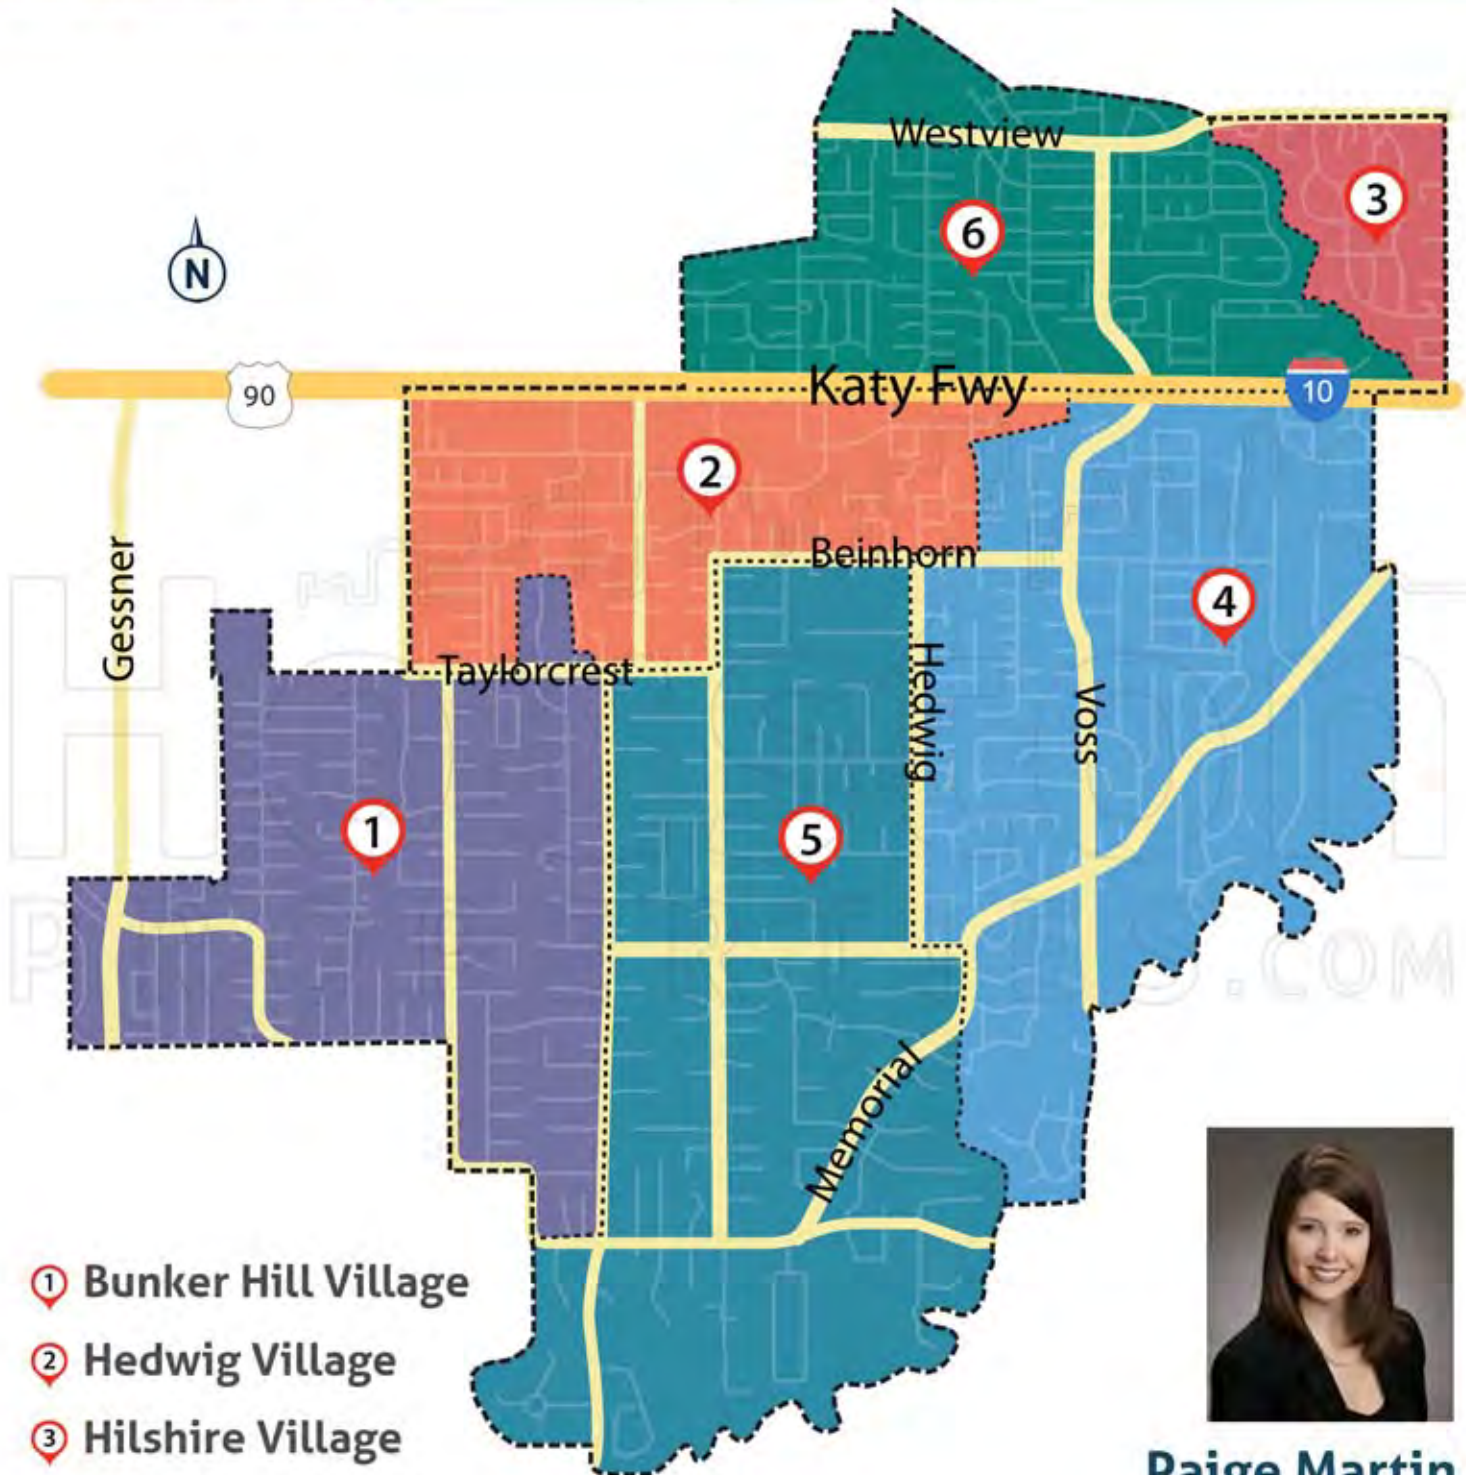 Westview
3
6
N
Katy Fwy
90
10
2
Beinhorn
Gessner
4
Taylorcrest
Hedwig
Voss
1
5
.COM
Memorial
1 Bunker Hill Village
2 Hedwig Village
3 Hilshire Village
Paige Martin